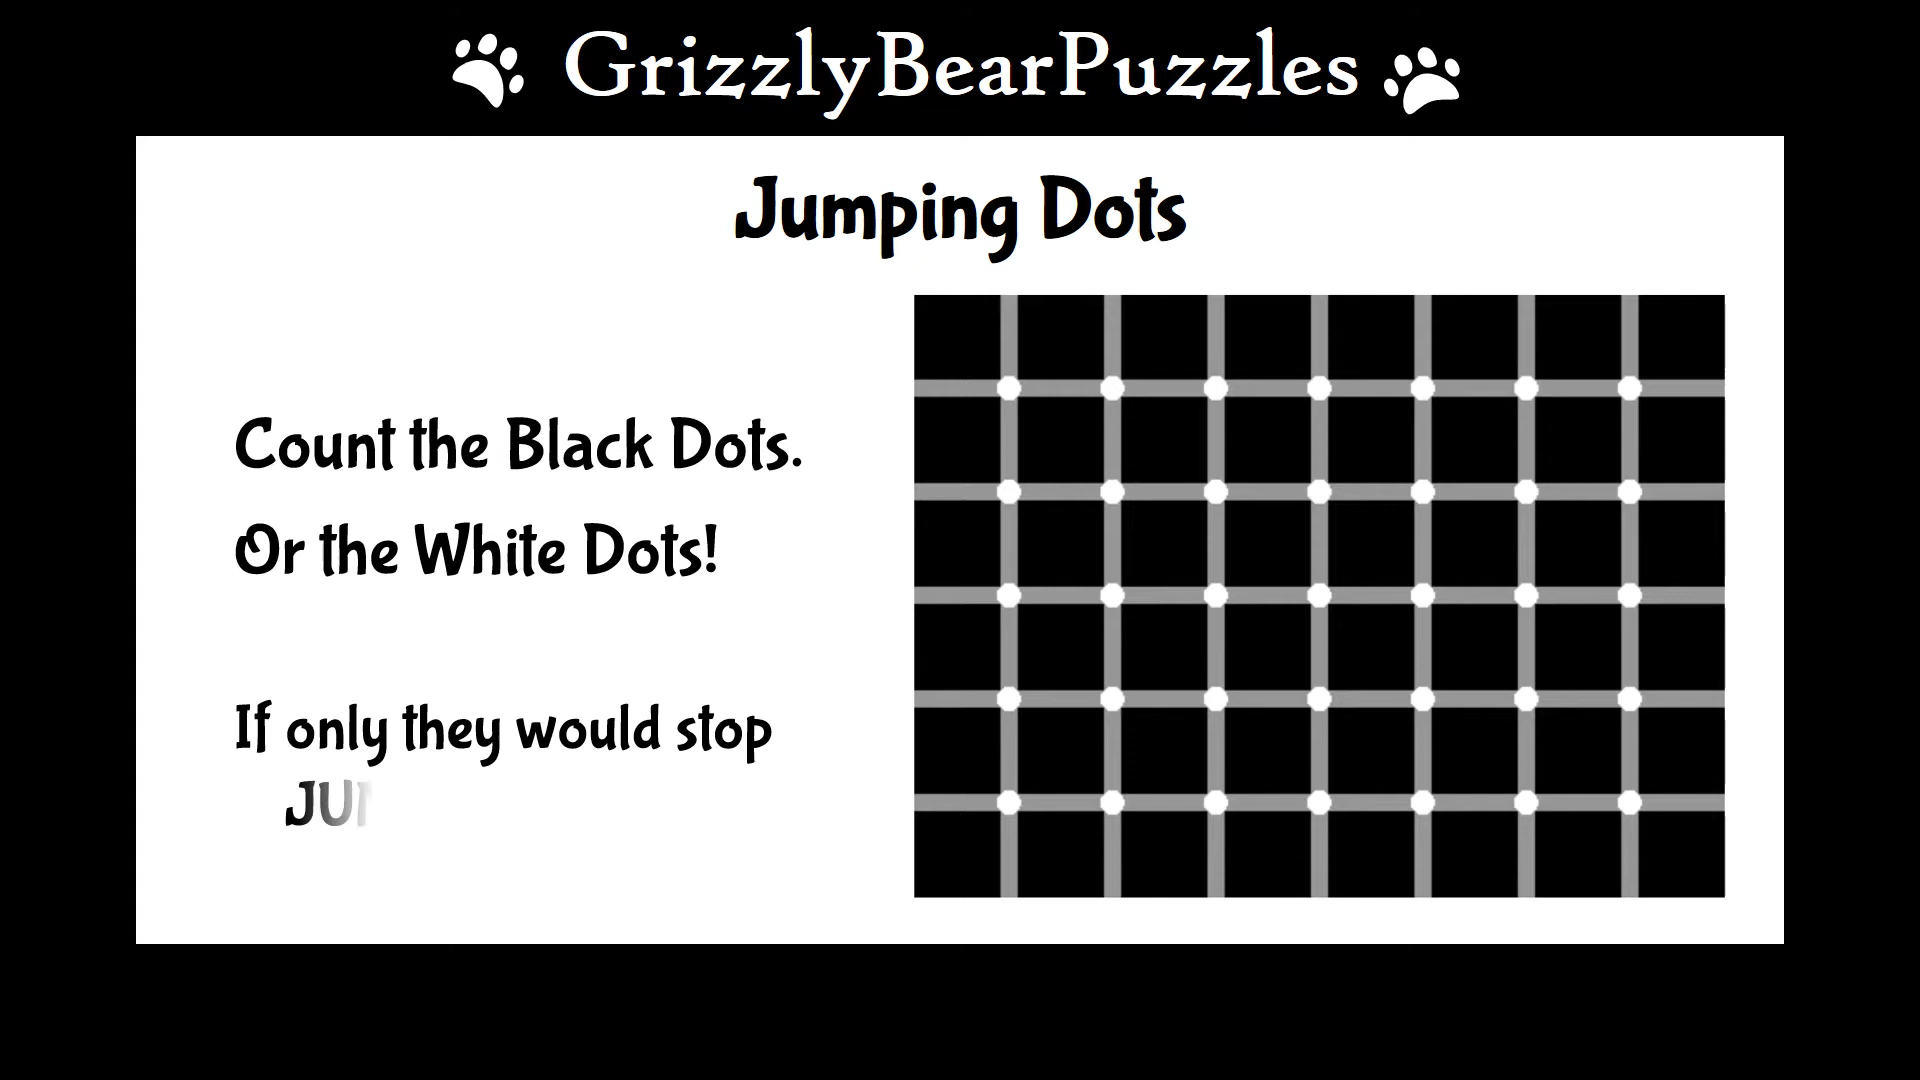 GrizzlyBearPuzzles
Jumping Dots
Count the Black Dots.
Or the White Dots!
If only they would stop
JU